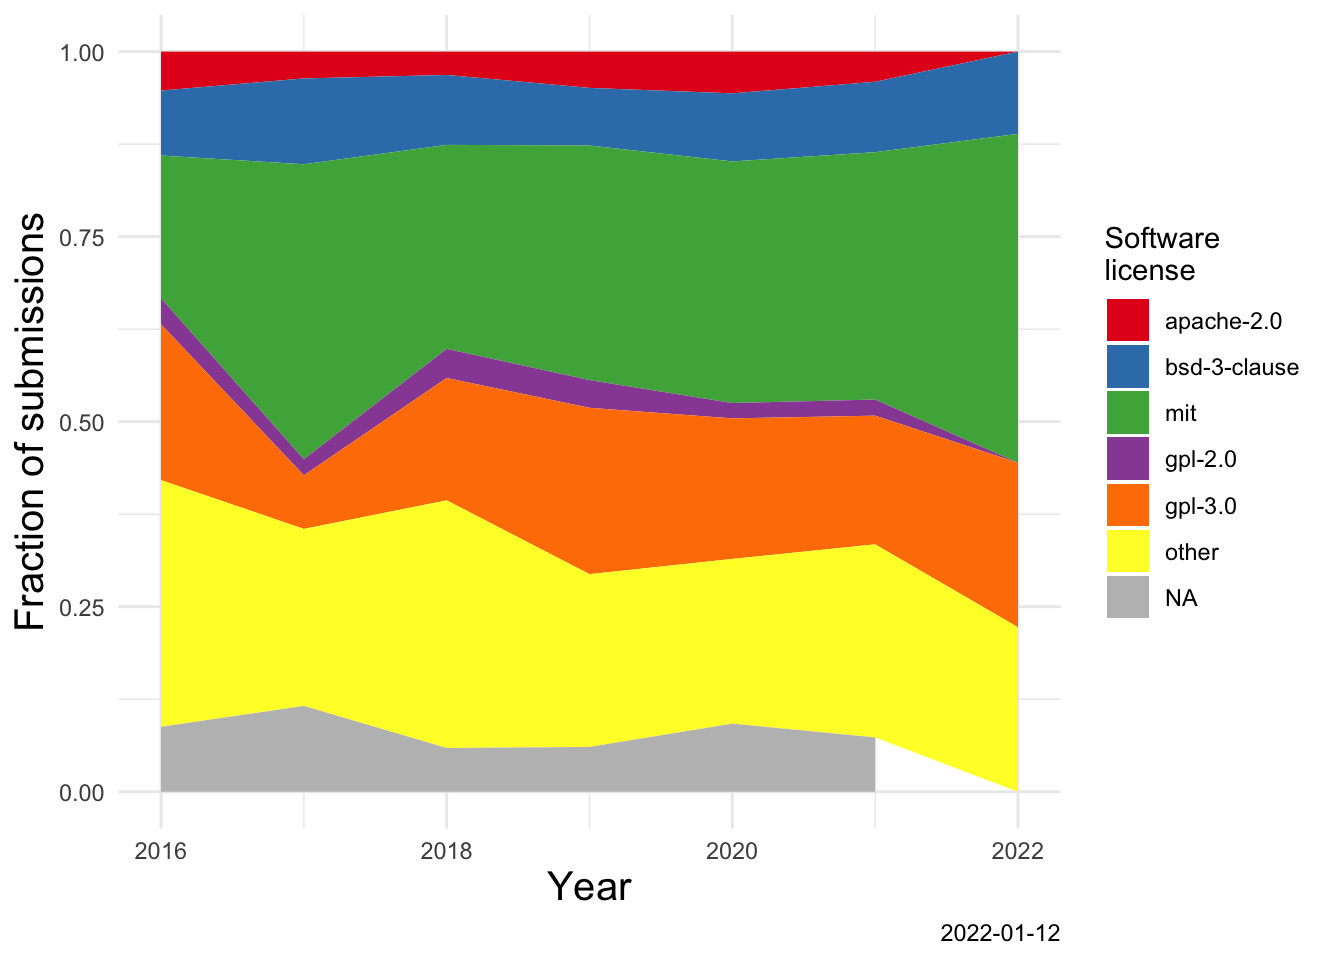 1.00
0.75
0.50
0.25
0.00
Fraction of submissions
2016
2018
2020
2022
Year
2022-01-12
Software
license
apache-2.0
bsd-3-clause
mit
gpl-2.0
gpl-3.0
other
NA